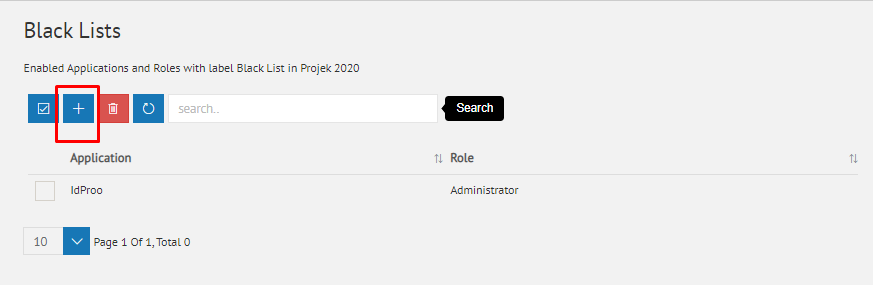 Black Lists
Enabled Applications and Roles with label Black List in Projek 2020
search.. Search
Application Role
IdProo Administrator
10 Page 1 Of 1, Total 0